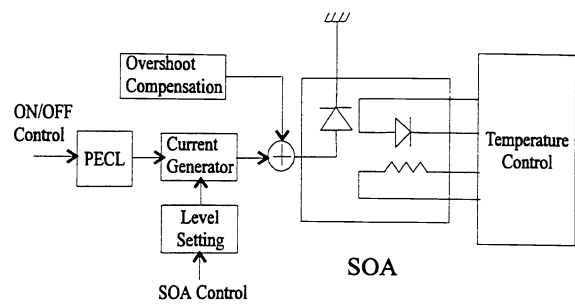 Overshoot
Compensation
ON/OFF
Control
PECL
Current
Generator
Temperature
Control
Level
Setting
SOA
SOA Control